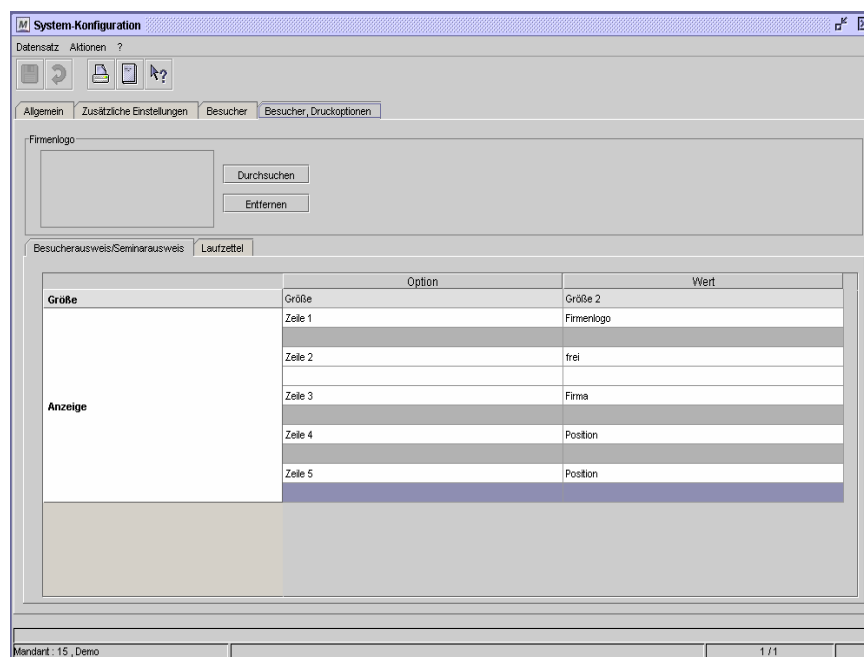 System-Konfiguration
Datensatz Aktionen ?
Allgemein Zusätzliche Einstellungen Besucher Besucher, Druckoptionen
Firmenlogo
Durchsuchen
Entfernen
Besucherausweis/Seminarausweis Laufzettel
Option Wert
Größe Größe Größe 2
Zeile 1 Firmenlogo
Zeile 2 frei
Zeile 3 Firma
Anzeige
Zeile 4 Position
Zeile 5 Position
Mandant : 15 , Demo 1 / 1